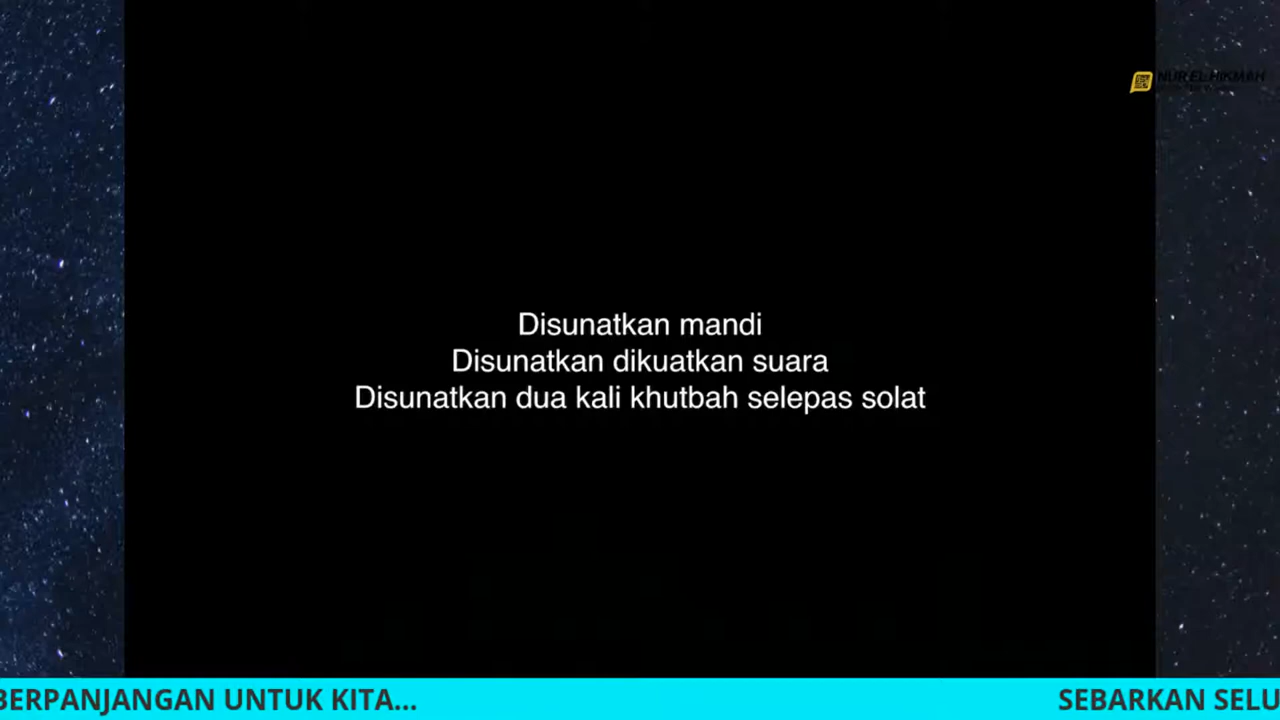 NUR EL HIKMAH
Disunatkan mandi
Disunatkan dikuatkan suara
Disunatkan dua kali khutbah selepas solat
BERPANJANGAN UNTUK KITA...
SEBARKAN SELU